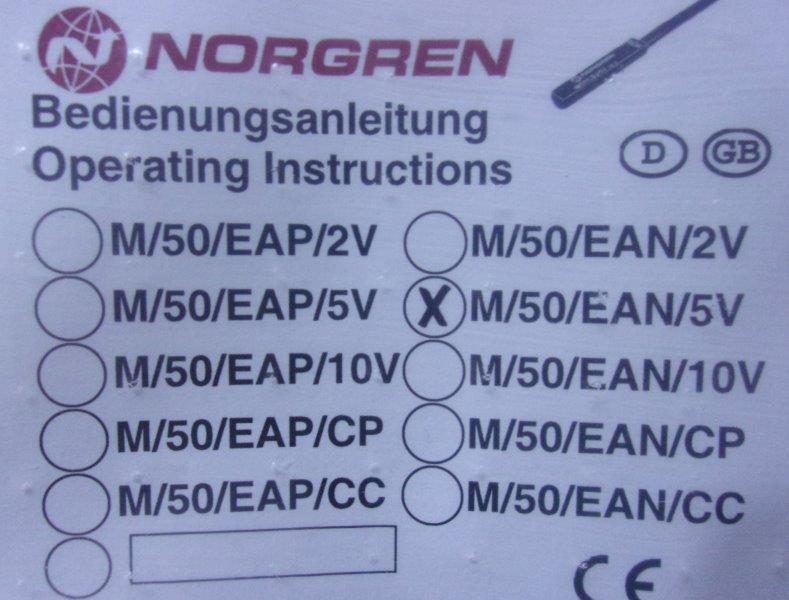 NORGREN
Bedienungsanleitung
Operating Instructions
D GB
M/50/EAP/2V M/50/EAN/2V
M/50/EAP/5V X M/50/EAN/5V
M/50/EAP/10V M/50/EAN/10V
M/50/EAP/CP M/50/EAN/CP
M/50/EAP/CC M/50/EAN/CC
CE